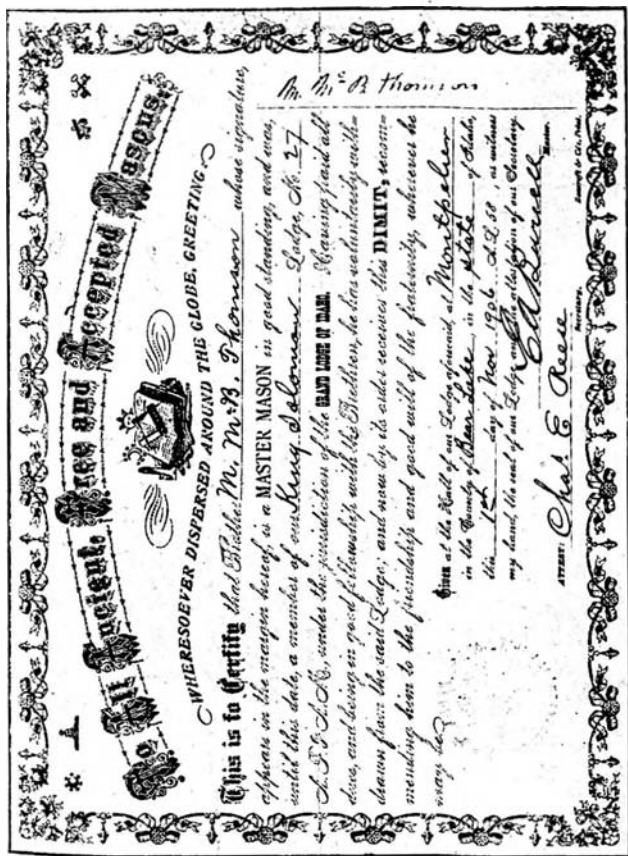 To All Ancient, Free and Accepted Masons,
WHERESOEVER DISPERSED AROUND THE GLOBE, GREETING.
This is to Certify that Brother M. McB Thomson whose signature,
appears in the margin hereof, is a MASTER MASON in good standing, and was,
until this date, a member of our King Solomon Lodge, No. 27
A. F. & A. M., under the jurisdiction of the GRAND LODGE OF IDAHO. Having paid all
dues, and being in good fellowship with the Brethren, he has voluntarily with-
drawn from the said Lodge; and now by its order receives this DIMIT, recom-
mending him to the friendship and good will of the fraternity, wherever he
may be.
Given at the Hall of our Lodge aforesaid, at Montpelier
in the County of Bear Lake, in the State of Idaho,
this day of Nov 1906 A.L. 58 , as witness
my hand, the seal of our Lodge and the attestation of our Secretary.
E A Burrell
Master.
ATTEST: Chas E Reee
Secretary.
M. McB Thomson